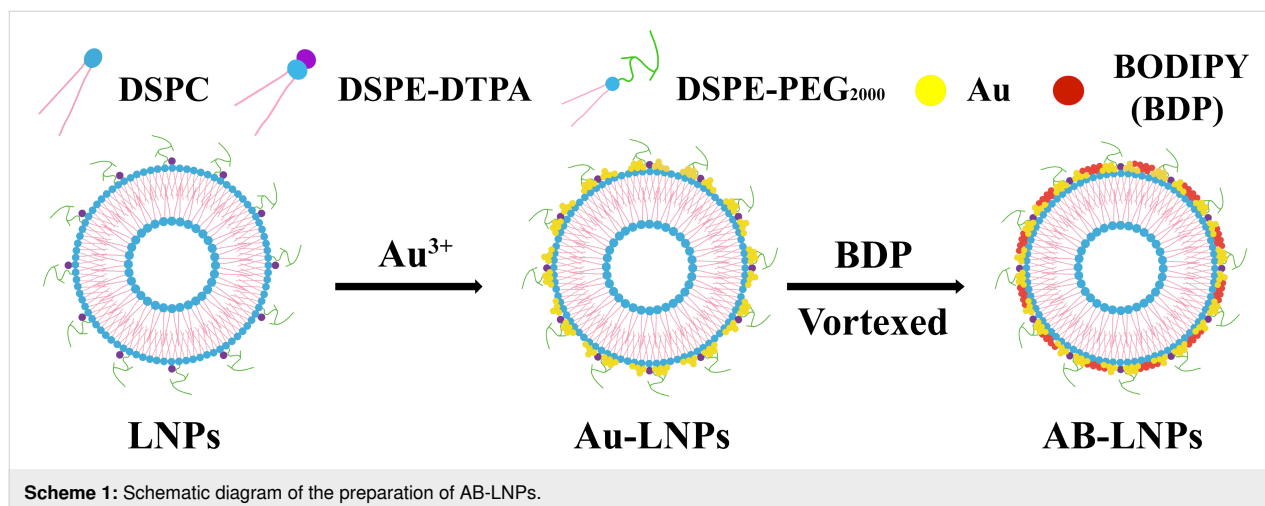 DSPC
DSPE-DTPA
DSPE-PEG2000
Au
BODIPY
(BDP)
Au3+
BDP
Vortexed
LNPs
Au-LNPs
AB-LNPs
Scheme 1: Schematic diagram of the preparation of AB-LNPs.